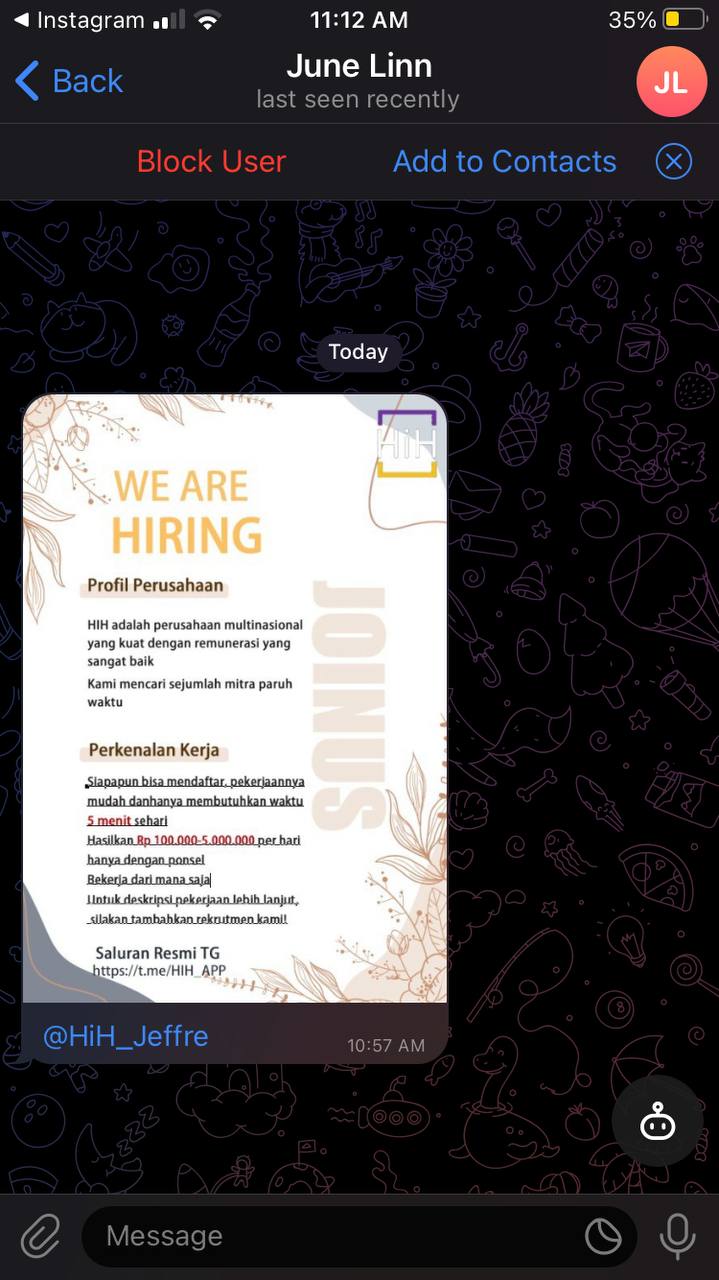 Instagram
11:12 AM
35%
Back
June Linn
last seen recently
JL
Block User
Add to Contacts
Today
HiH
WE ARE
HIRING
Profil Perusahaan
HIH adalah perusahaan multinasional
yang kuat dengan remunerasi yang
sangat baik
Kami mencari sejumlah mitra paruh
waktu
JOINUS
Perkenalan Kerja
Siapapun bisa mendaftar, pekerjaannya
mudah danhanya membutuhkan waktu
5 menit sehari
Hasilkan Rp 100.000-5.000.000 per hari
hanya dengan ponsel
Bekerja dari mana saja
Untuk deskripsi pekerjaan lebih lanjut,
silakan tambahkan rekrutmen kami!
Saluran Resmi TG
https://t.me/HIH_APP
@HiH_Jeffre
10:57 AM
Message